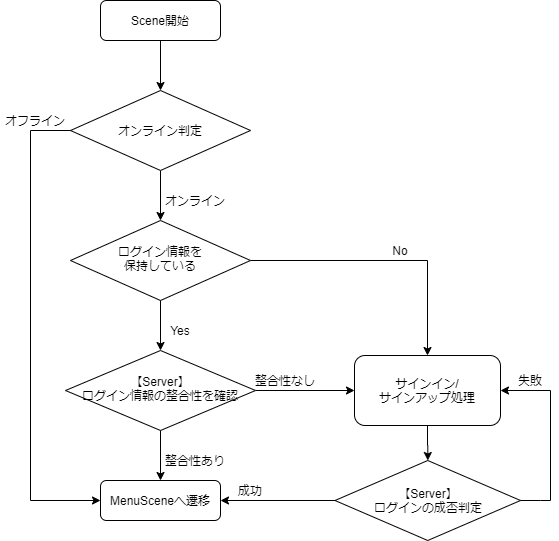 Scene開始
オフライン
オンライン判定
オンライン
ログイン情報を
保持している
No
Yes
【Server】
ログイン情報の整合性を確認
整合性なし
サインイン/
サインアップ処理
失敗
整合性あり
MenuSceneへ遷移
成功
【Server】
ログインの成否判定